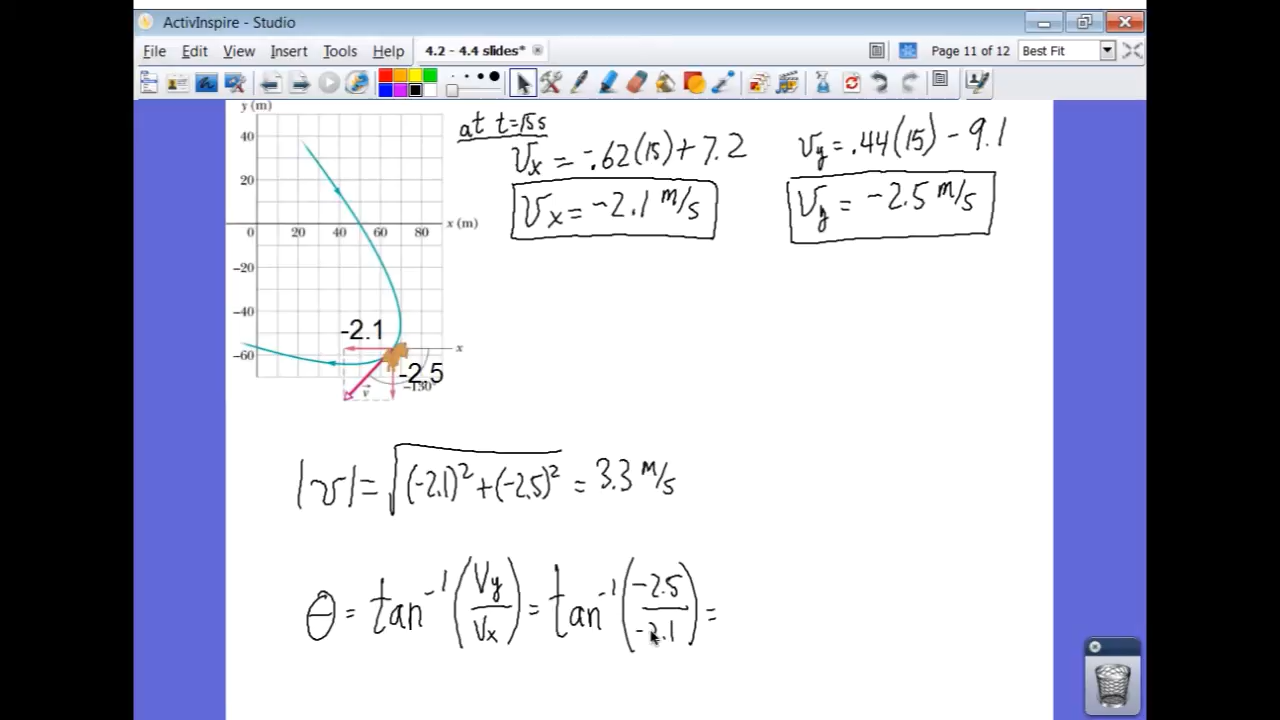 ActivInspire - Studio
File Edit View Insert Tools Help 4.2 - 4.4 slides* Page 11 of 12 Best Fit
y (m)
40
20
0 20 40 60 80 x (m)
-20
-40
-60
-2.1
x
-2.5
-130°
v⃗
at t=15s
Vx = -.62(15)+7.2
Vx = -2.1 m/s
Vy = .44(15) - 9.1
Vy = -2.5 m/s
|v| = √(-2.1)² + (-2.5)² = 3.3 m/s
θ = tan⁻¹(Vy/Vx) = tan⁻¹(-2.5/-2.1) =